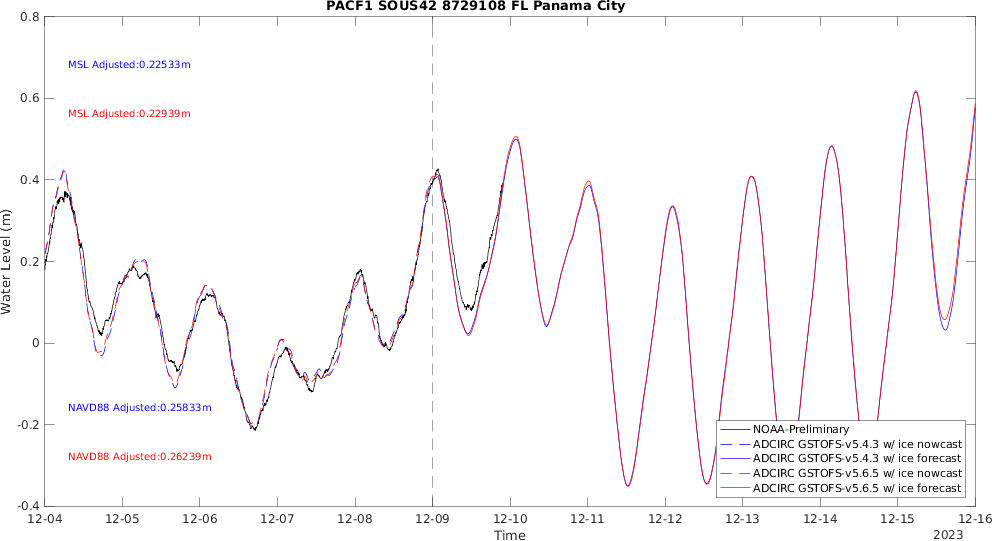 PACF1 SOUS42 8729108 FL Panama City
0.8
0.6
0.4
0.2
0
-0.2
-0.4
Water Level (m)
MSL Adjusted:0.22533m
MSL Adjusted:0.22939m
NAVD88 Adjusted:0.25833m
NAVD88 Adjusted:0.26239m
NOAA-Preliminary
ADCIRC GSTOFS-v5.4.3 w/ ice nowcast
ADCIRC GSTOFS-v5.4.3 w/ ice forecast
ADCIRC GSTOFS-v5.6.5 w/ ice nowcast
ADCIRC GSTOFS-v5.6.5 w/ ice forecast
12-04 12-05 12-06 12-07 12-08 12-09 12-10 12-11 12-12 12-13 12-14 12-15 12-16
Time
2023